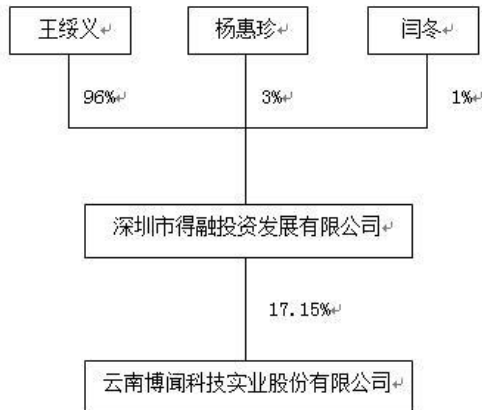 王绥义 杨惠珍 闫冬
96% 3% 1%
深圳市得融投资发展有限公司
17.15%
云南博闻科技实业股份有限公司